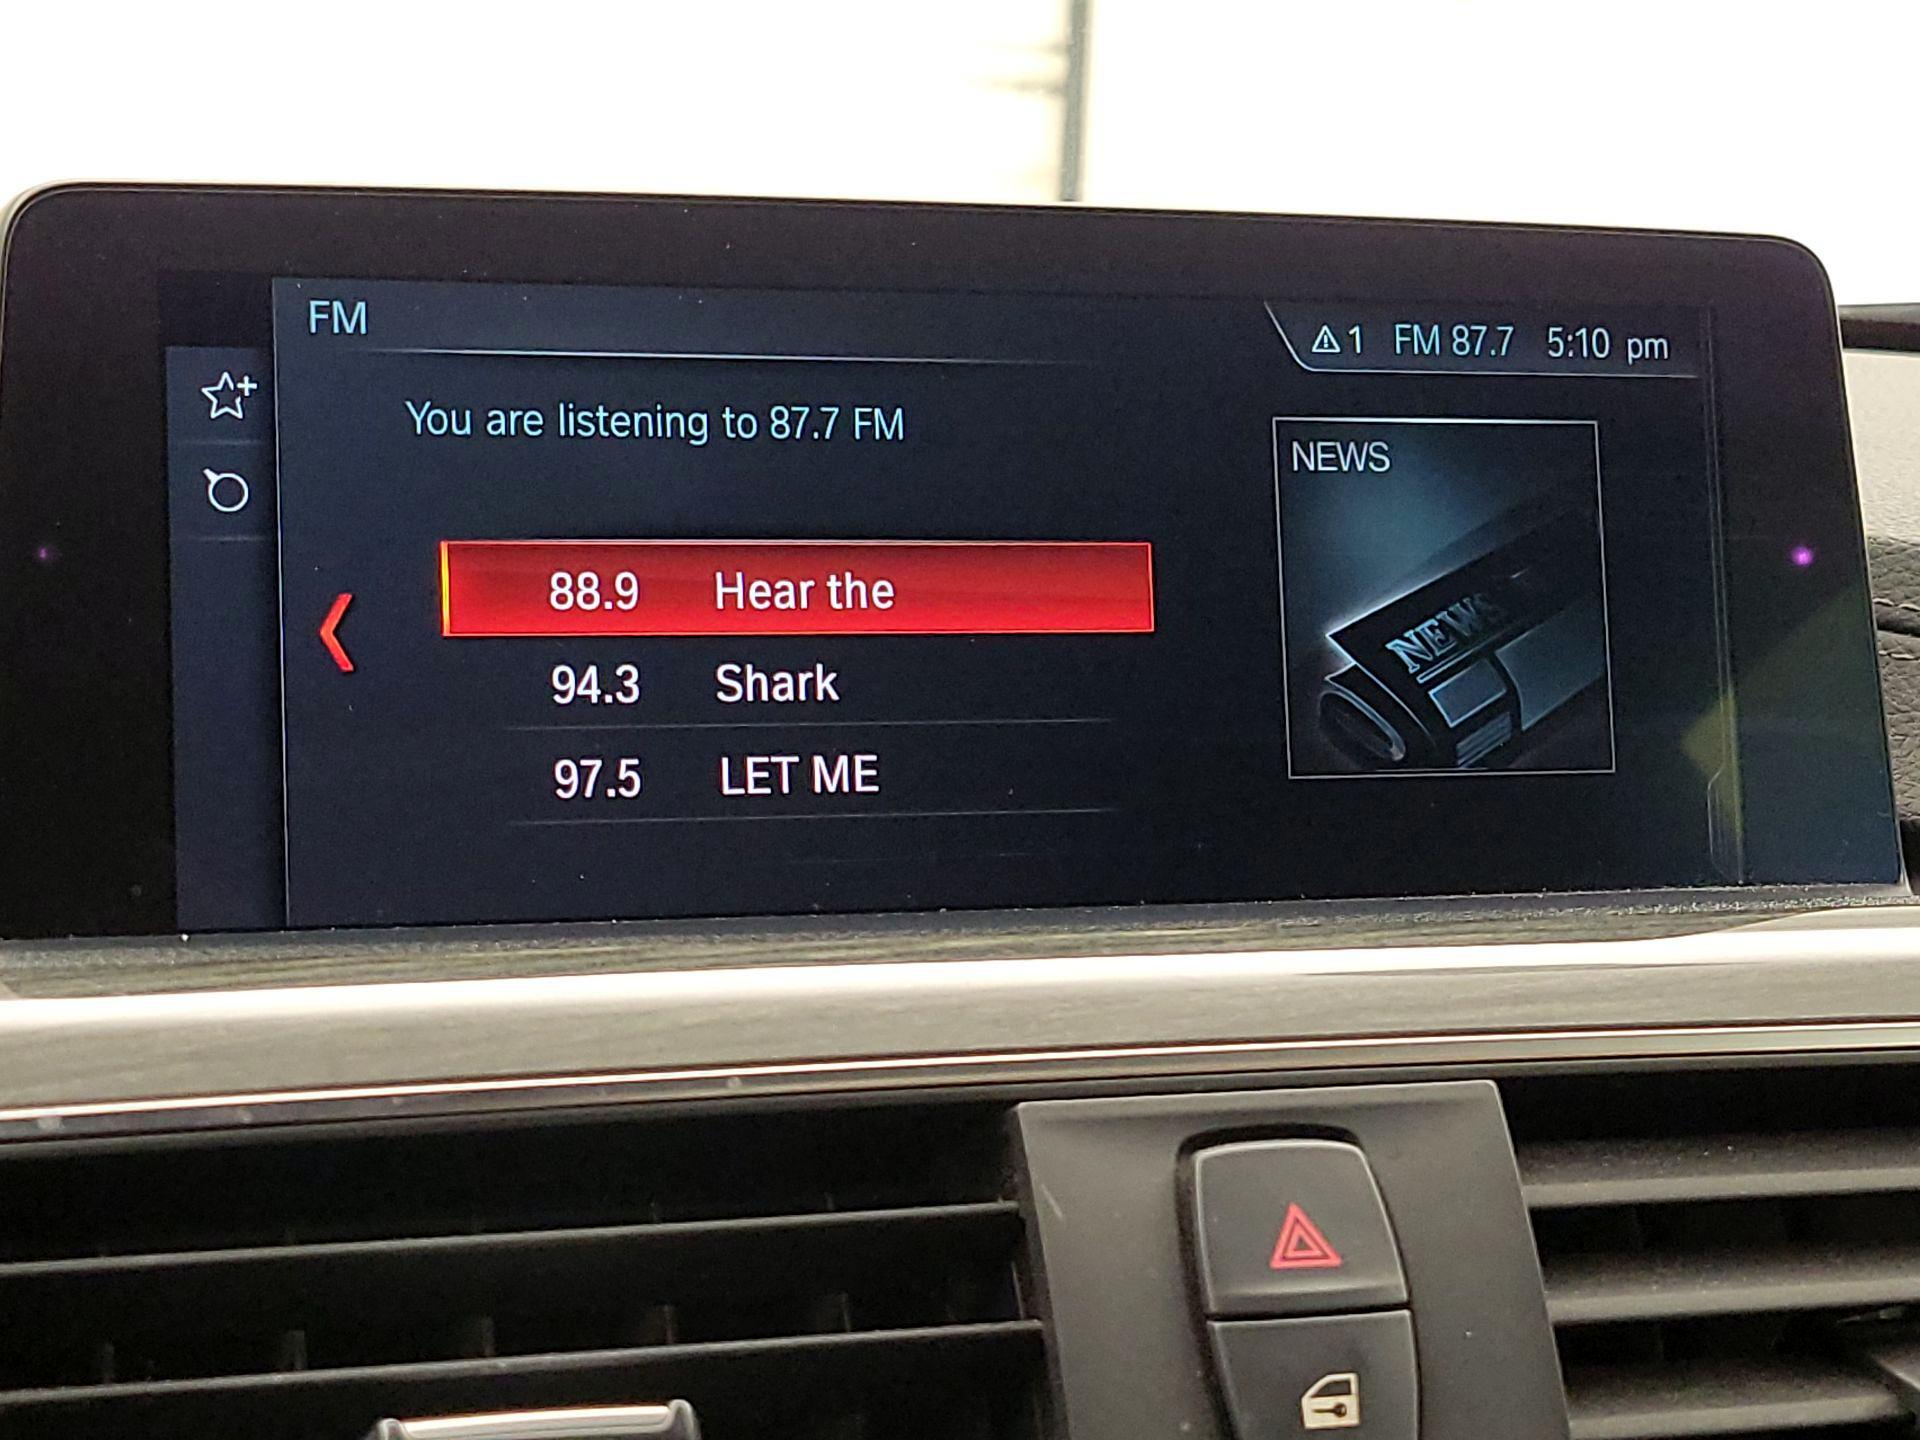 FM
1 FM 87.7 5:10 pm
You are listening to 87.7 FM
NEWS
88.9 Hear the
94.3 Shark
97.5 LET ME
NEWS